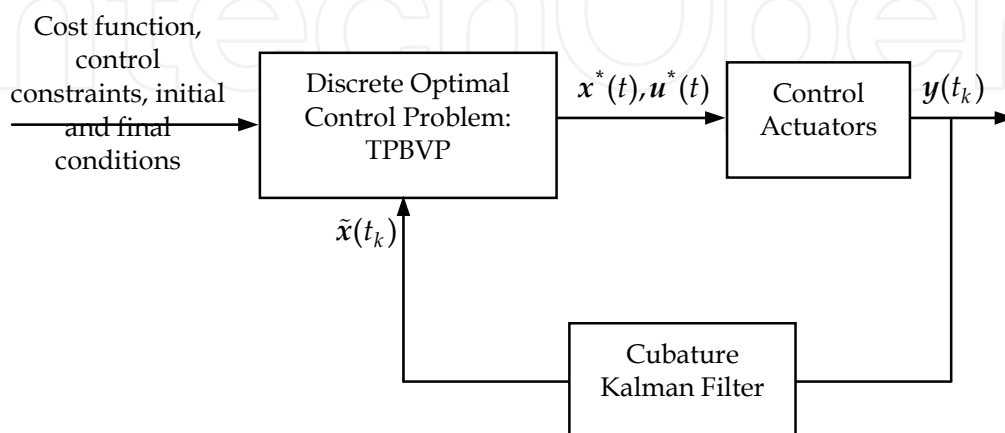 Cost function,
control
constraints, initial
and final
conditions
Discrete Optimal
Control Problem:
TPBVP
x*(t), u*(t)
Control
Actuators
y(t_k)
x̃(t_k)
Cubature
Kalman Filter